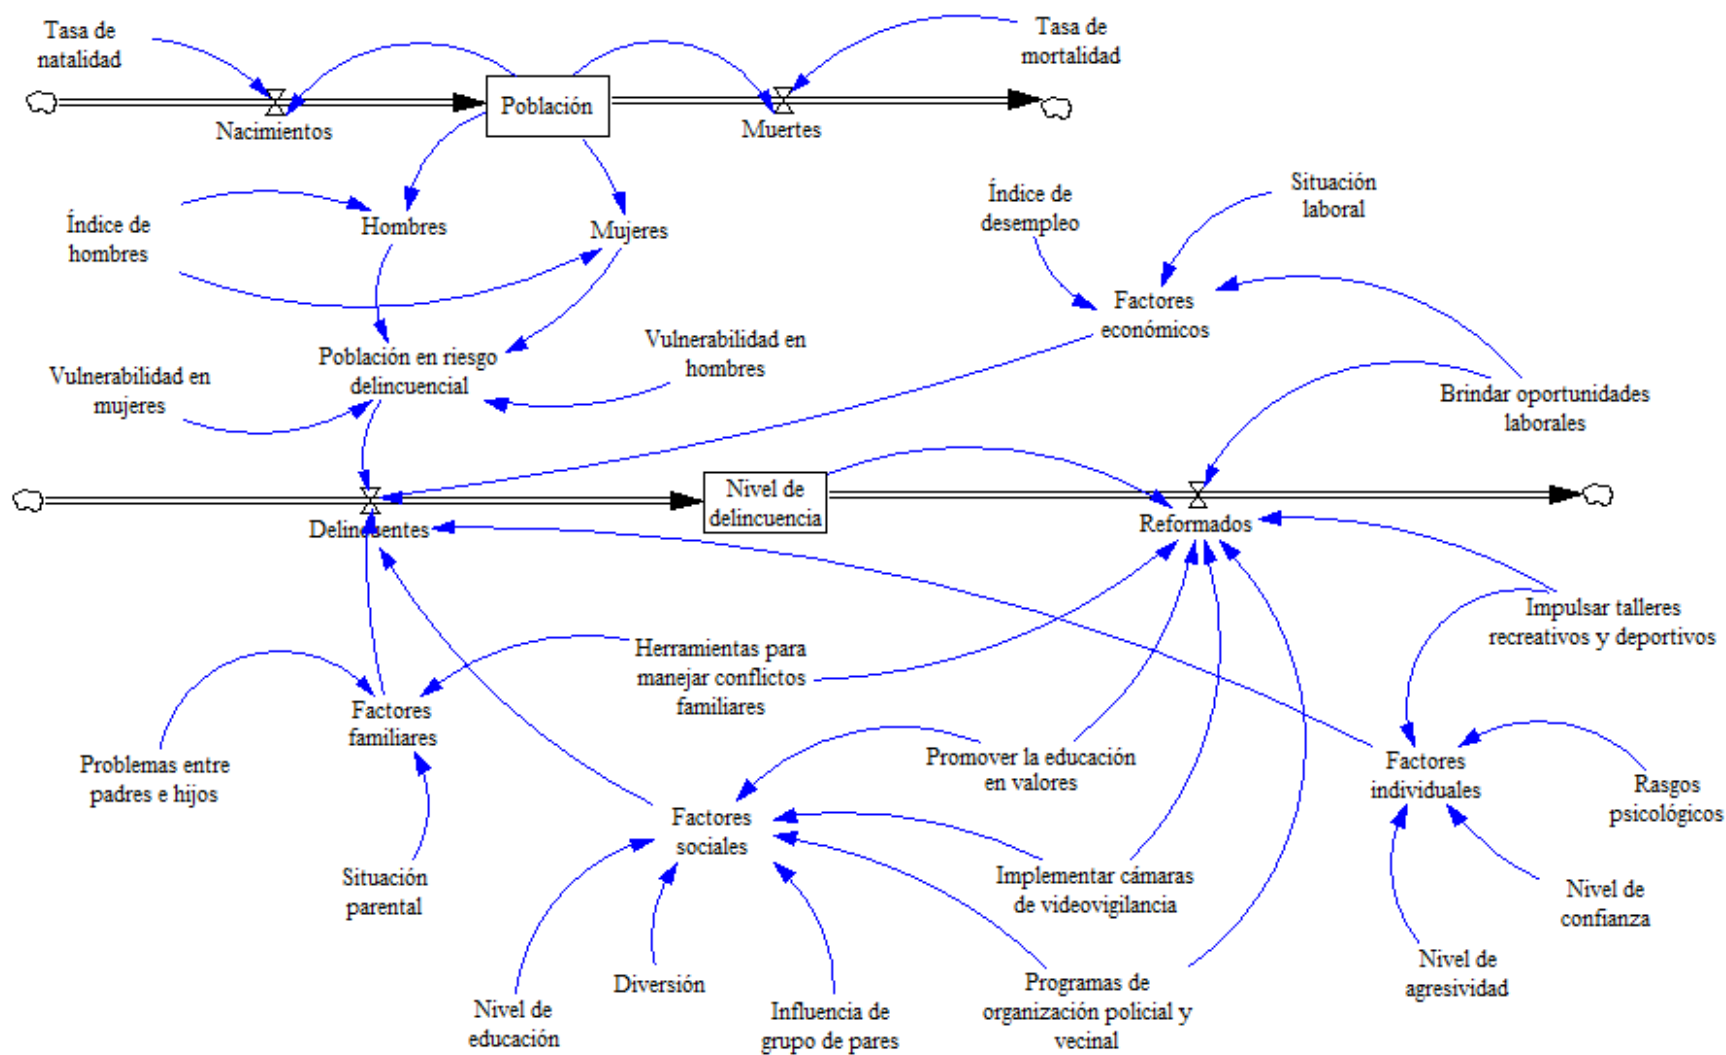 Tasa de
natalidad
Tasa de
mortalidad
Población
Nacimientos
Muertes
Índice de
hombres
Hombres
Mujeres
Índice de
desempleo
Situación
laboral
Factores
económicos
Población en riesgo
delincuencial
Vulnerabilidad en
hombres
Vulnerabilidad en
mujeres
Brindar oportunidades
laborales
Nivel de
delincuencia
Delincuentes
Reformados
Impulsar talleres
recreativos y deportivos
Herramientas para
manejar conflictos
familiares
Factores
familiares
Problemas entre
padres e hijos
Promover la educación
en valores
Factores
individuales
Rasgos
psicológicos
Factores
sociales
Situación
parental
Implementar cámaras
de videovigilancia
Nivel de
confianza
Nivel de
agresividad
Diversión
Nivel de
educación
Influencia de
grupo de pares
Programas de
organización policial y
vecinal